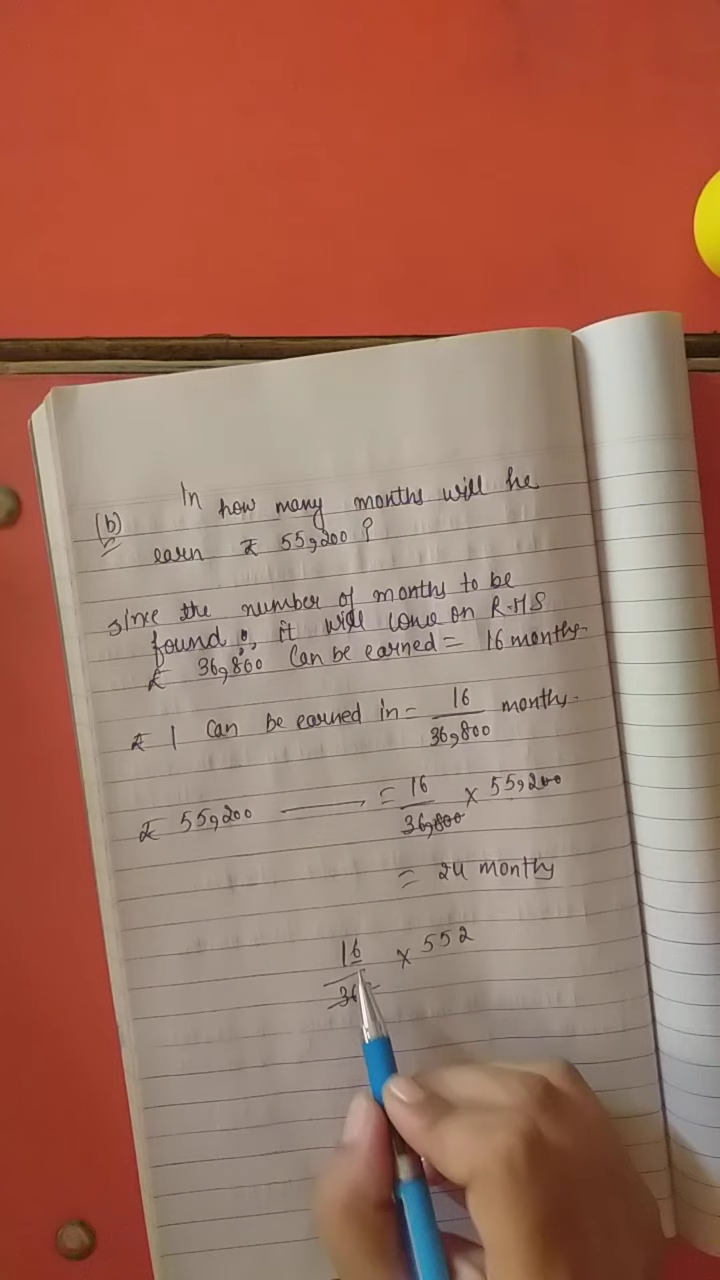 (b) In how many months will he
earn ₹ 55,200 ?
since the number of months to be
found, it will come on R.H.S
₹ 36,800 Can be earned = 16 months.
₹ 1 Can be earned in = 16/36,800 months.
₹ 55,200 ——— = 16/36,800 × 55,200
= 24 months
16/36 × 552